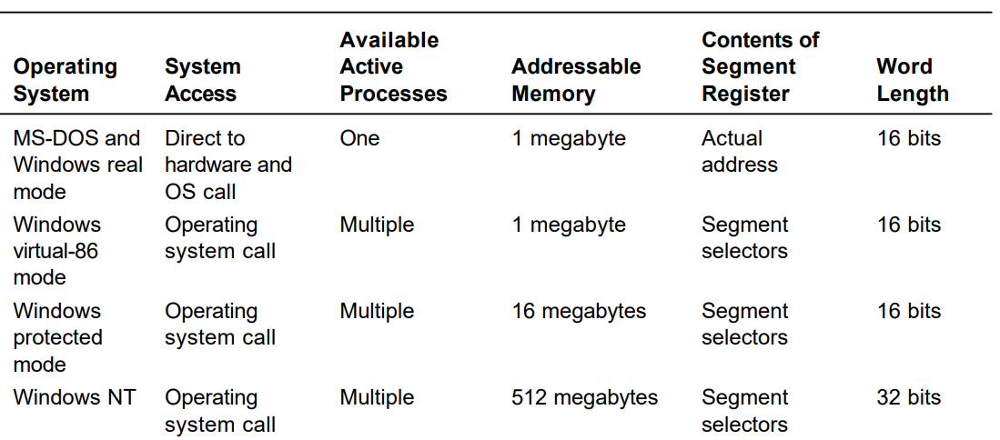 Operating System | System Access | Available Active Processes | Addressable Memory | Contents of Segment Register | Word Length
MS-DOS and Windows real mode | Direct to hardware and OS call | One | 1 megabyte | Actual address | 16 bits
Windows virtual-86 mode | Operating system call | Multiple | 1 megabyte | Segment selectors | 16 bits
Windows protected mode | Operating system call | Multiple | 16 megabytes | Segment selectors | 16 bits
Windows NT | Operating system call | Multiple | 512 megabytes | Segment selectors | 32 bits